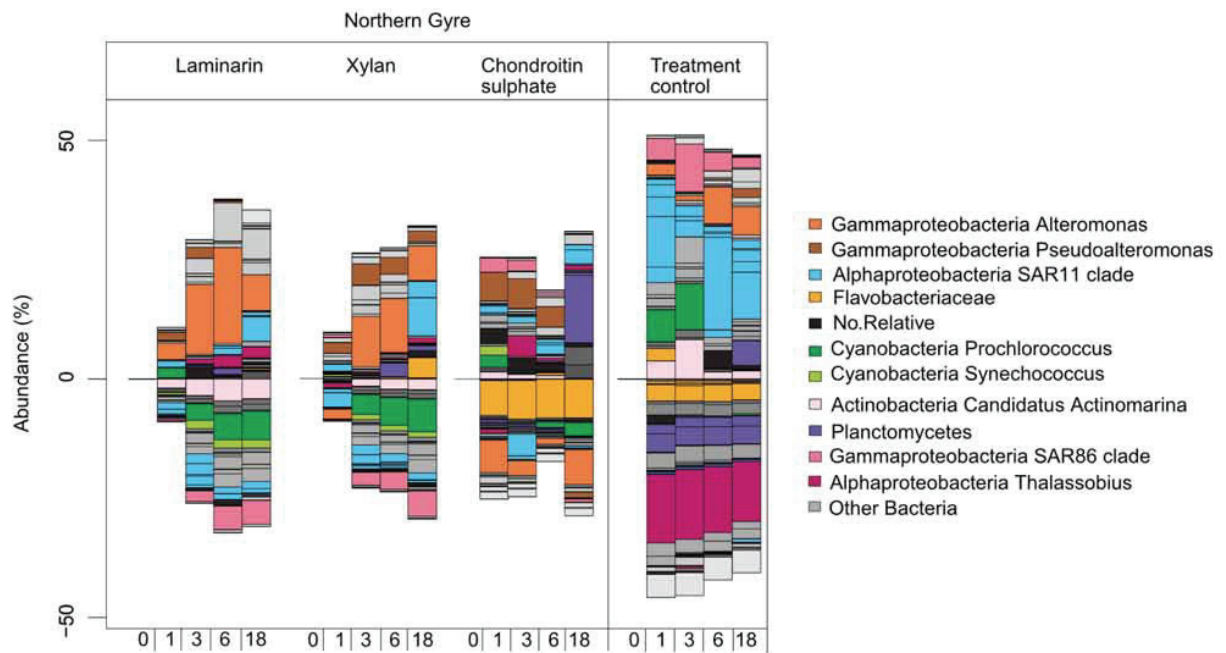 Northern Gyre
Laminarin
Xylan
Chondroitin
sulphate
Treatment
control
Abundance (%)
50
0
−50
0 1 3 6 18 0 1 3 6 18 0 1 3 6 18 0 1 3 6 18
Gammaproteobacteria Alteromonas
Gammaproteobacteria Pseudoalteromonas
Alphaproteobacteria SAR11 clade
Flavobacteriaceae
No.Relative
Cyanobacteria Prochlorococcus
Cyanobacteria Synechococcus
Actinobacteria Candidatus Actinomarina
Planctomycetes
Gammaproteobacteria SAR86 clade
Alphaproteobacteria Thalassobius
Other Bacteria